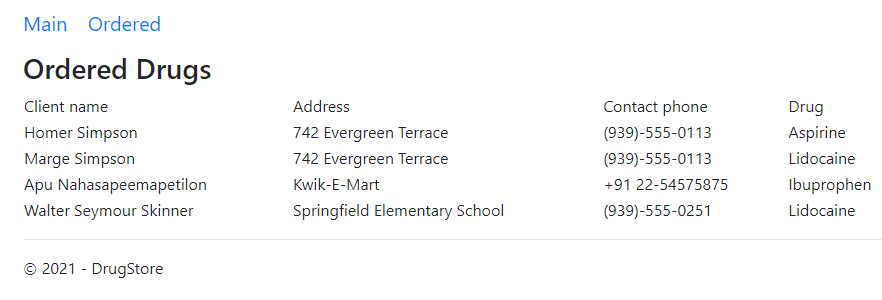 Main Ordered
Ordered Drugs
Client name Address Contact phone Drug
Homer Simpson 742 Evergreen Terrace (939)-555-0113 Aspirine
Marge Simpson 742 Evergreen Terrace (939)-555-0113 Lidocaine
Apu Nahasapeemapetilon Kwik-E-Mart +91 22-54575875 Ibuprophen
Walter Seymour Skinner Springfield Elementary School (939)-555-0251 Lidocaine
© 2021 - DrugStore